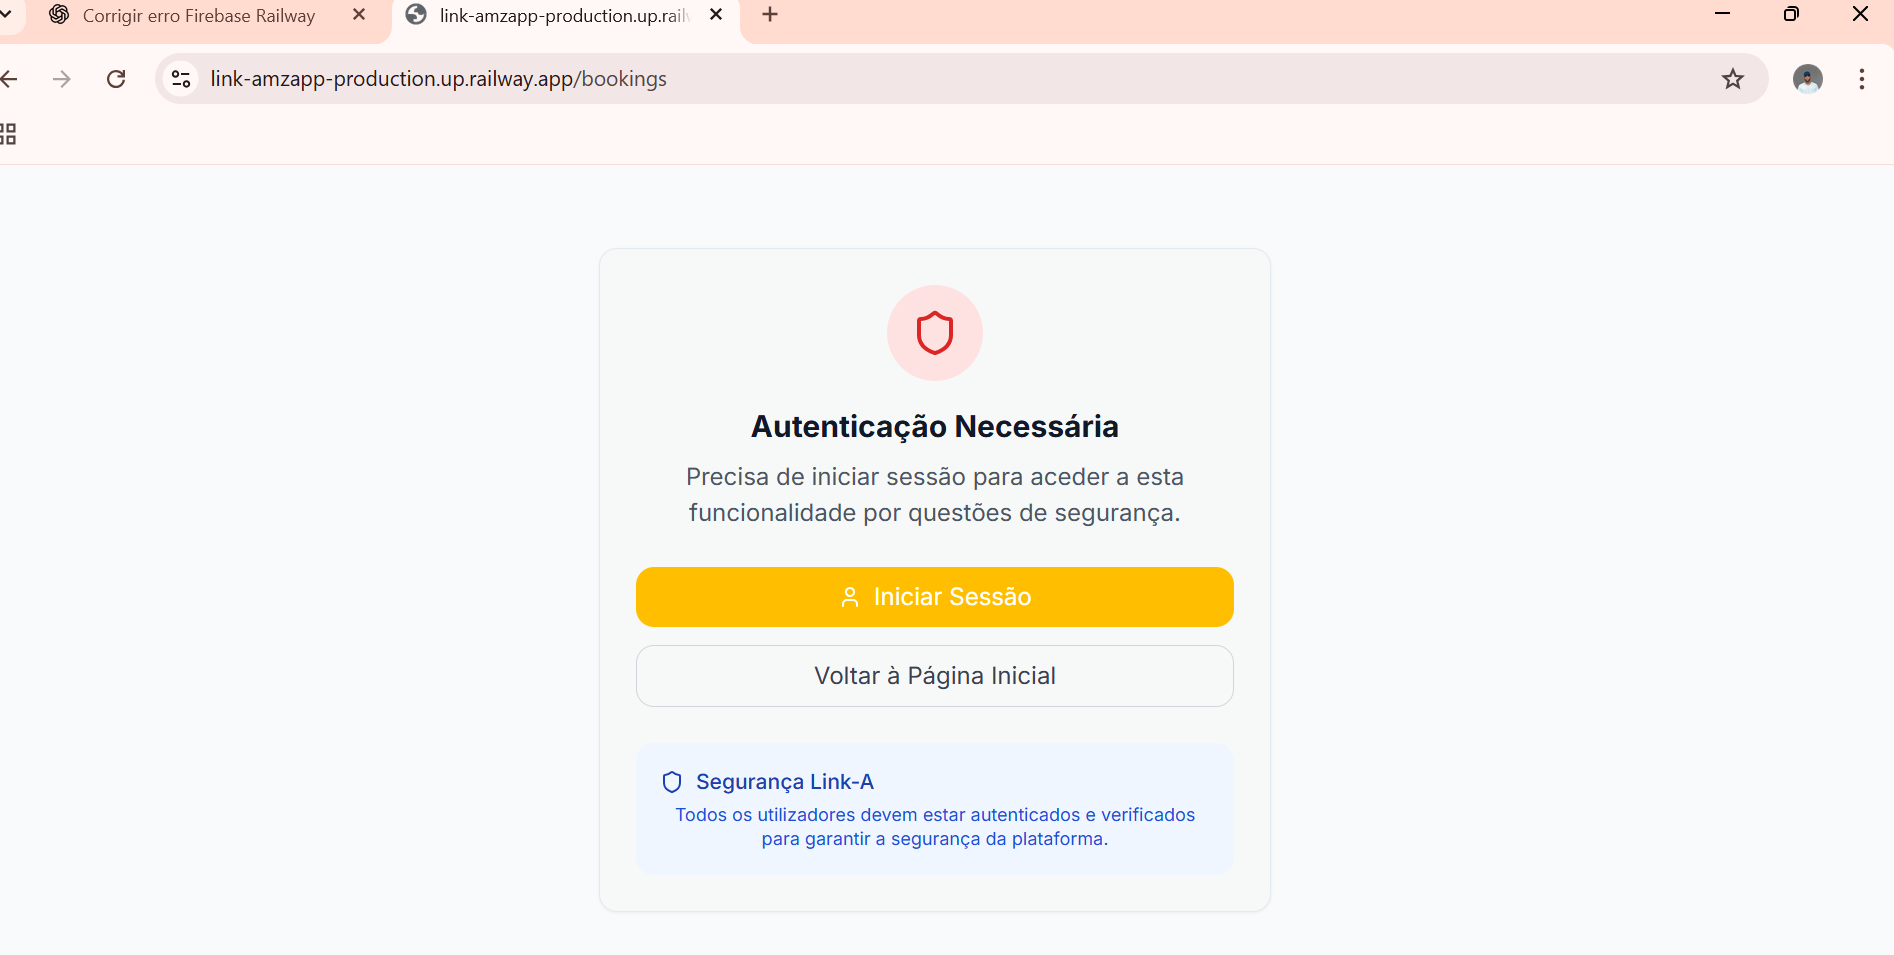 Corrigir erro Firebase Railway
link-amzapp-production.up.rail
link-amzapp-production.up.railway.app/bookings
Autenticação Necessária
Precisa de iniciar sessão para aceder a esta
funcionalidade por questões de segurança.
Iniciar Sessão
Voltar à Página Inicial
Segurança Link-A
Todos os utilizadores devem estar autenticados e verificados
para garantir a segurança da plataforma.